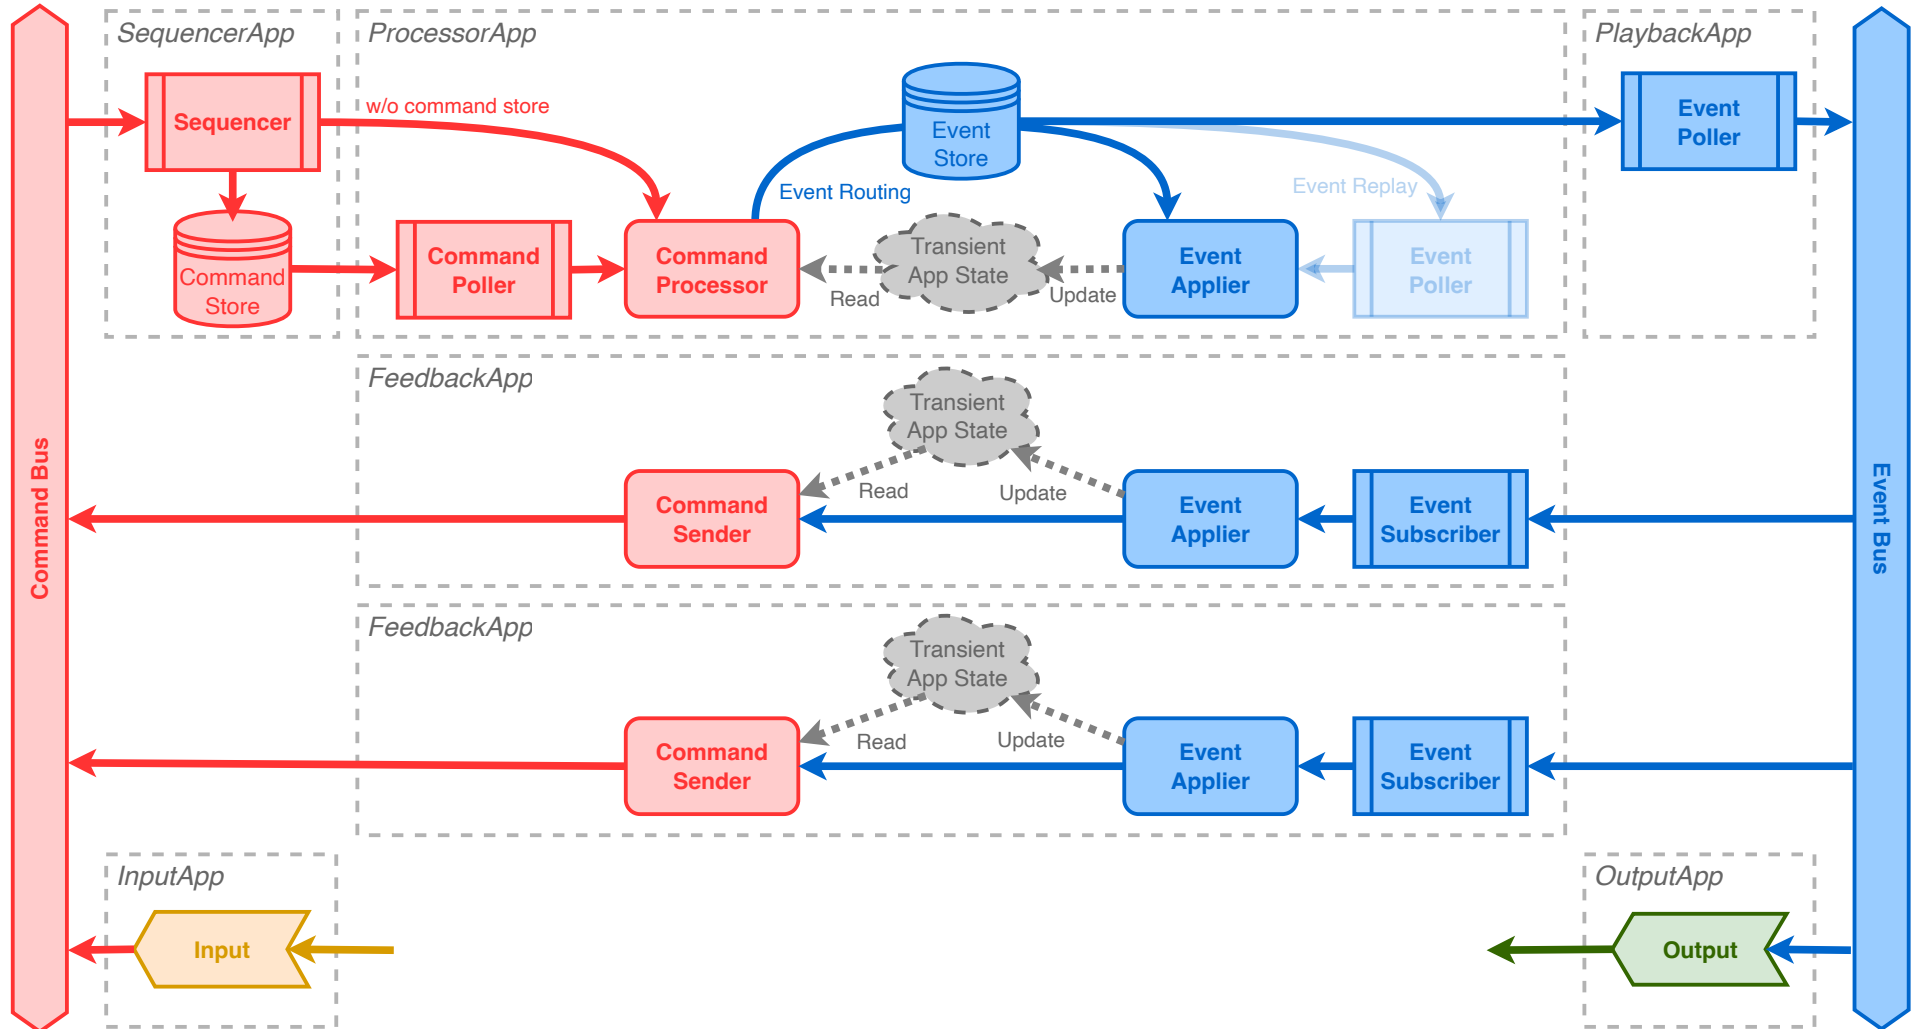 SequencerApp
ProcessorApp
PlaybackApp
Sequencer
w/o command store
Event
Store
Event
Poller
Event Routing
Event Replay
Command
Store
Command
Poller
Command
Processor
Transient
App State
Read
Update
Event
Applier
Event
Poller
FeedbackApp
Transient
App State
Read
Update
Command
Sender
Event
Applier
Event
Subscriber
Command Bus
Event Bus
FeedbackApp
Transient
App State
Read
Update
Command
Sender
Event
Applier
Event
Subscriber
InputApp
Input
OutputApp
Output